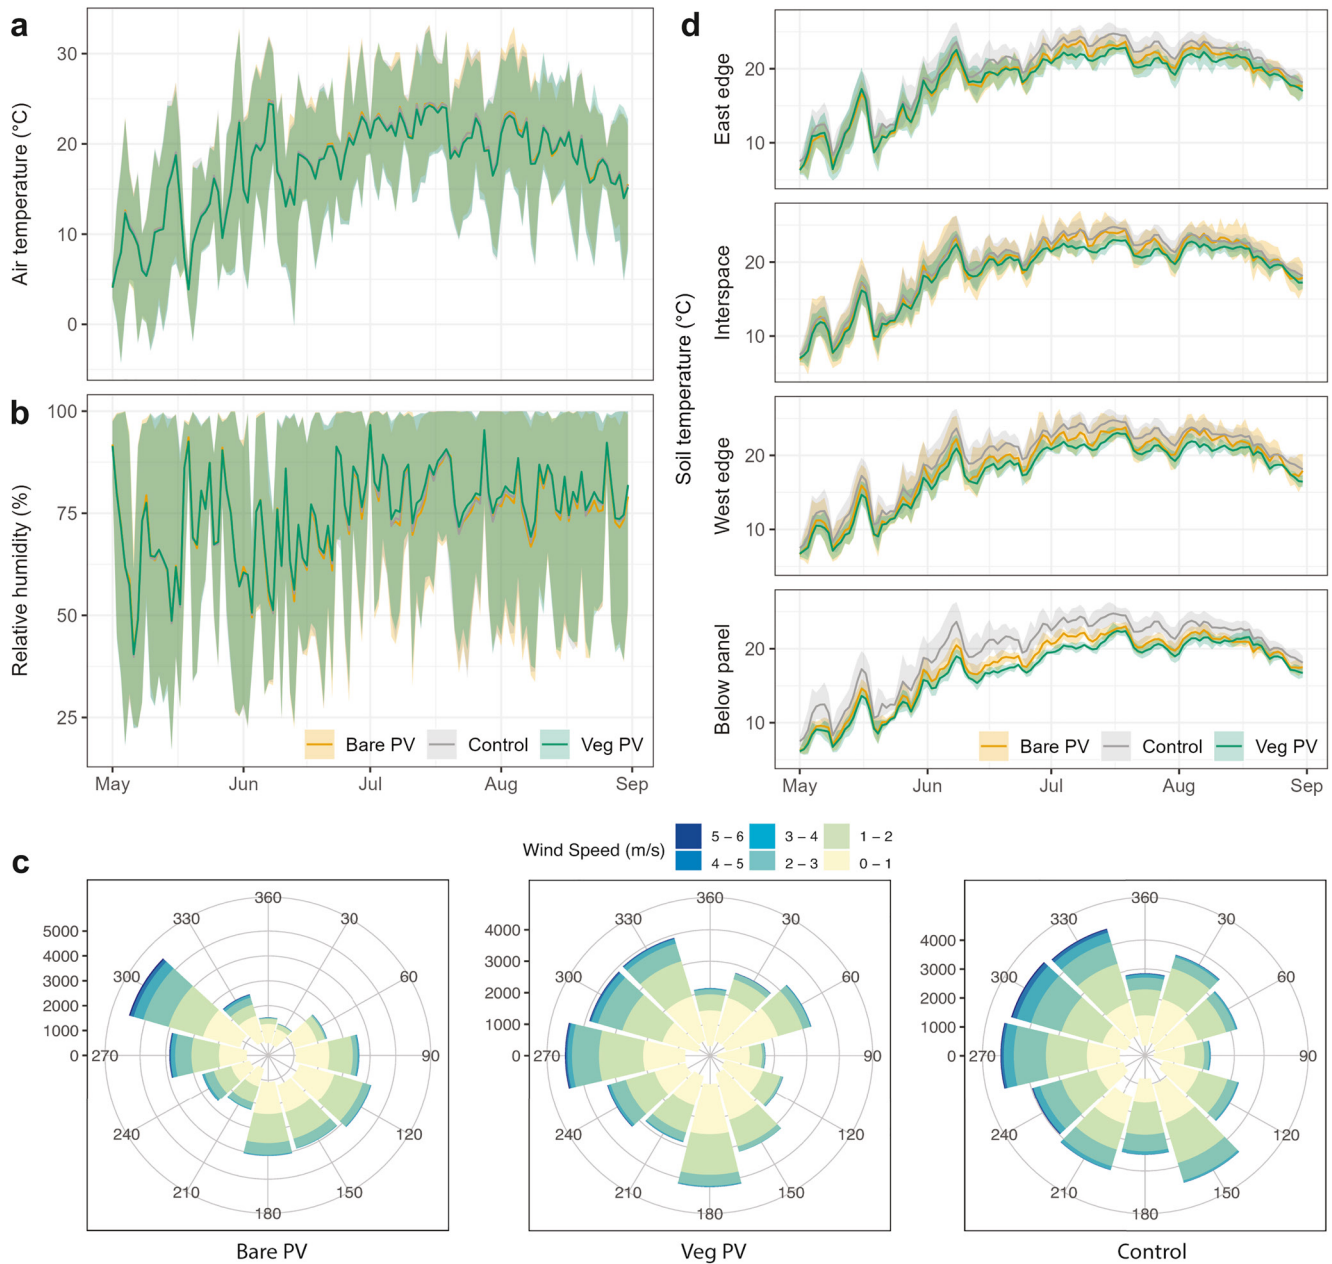 a
Air temperature (°C)
30
20
10
0
b
Relative humidity (%)
100
75
50
25
Bare PV
Control
Veg PV
May
Jun
Jul
Aug
Sep
d
Soil temperature (°C)
East edge
20
10
Interspace
20
10
West edge
20
10
Below panel
20
10
Bare PV
Control
Veg PV
May
Jun
Jul
Aug
Sep
c
Wind Speed (m/s)
5 – 6
3 – 4
1 – 2
4 – 5
2 – 3
0 – 1
5000
4000
3000
2000
1000
0
360
30
60
90
120
150
180
210
240
270
300
330
Bare PV
4000
3000
2000
1000
0
360
30
60
90
120
150
180
210
240
270
300
330
Veg PV
4000
3000
2000
1000
0
360
30
60
90
120
150
180
210
240
270
300
330
Control